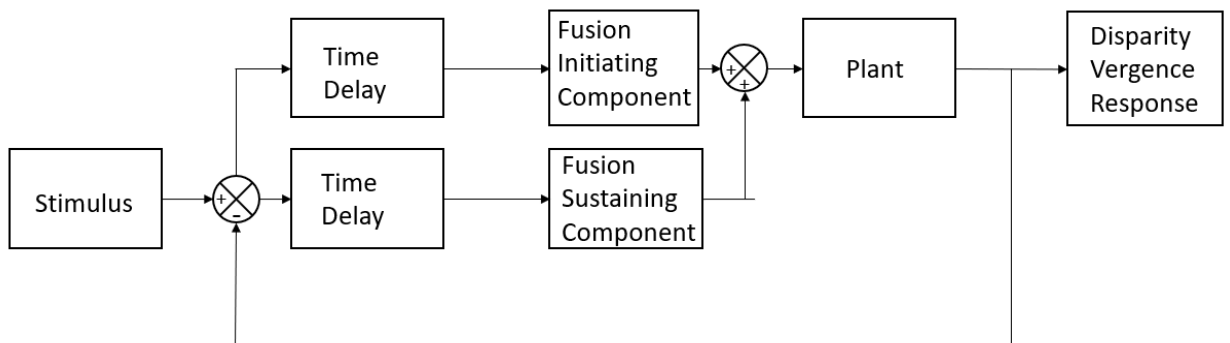 Time
Delay
Fusion
Initiating
Component
+
+
Plant
Disparity
Vergence
Response
Stimulus
+
-
Time
Delay
Fusion
Sustaining
Component